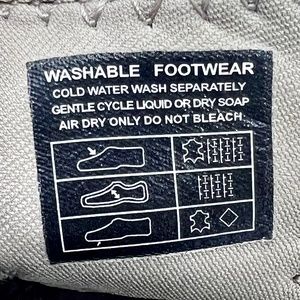 WASHABLE FOOTWEAR
COLD WATER WASH SEPARATELY
GENTLE CYCLE LIQUID OR DRY SOAP
AIR DRY ONLY DO NOT BLEACH